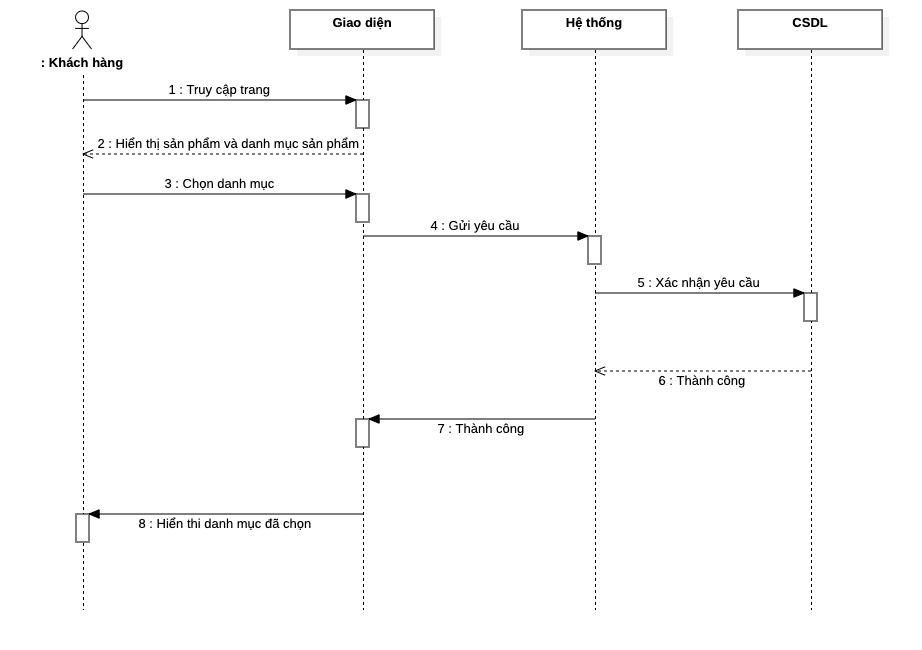 Giao diện
Hệ thống
CSDL
: Khách hàng
1 : Truy cập trang
2 : Hiển thị sản phẩm và danh mục sản phẩm
3 : Chọn danh mục
4 : Gửi yêu cầu
5 : Xác nhận yêu cầu
6 : Thành công
7 : Thành công
8 : Hiển thi danh mục đã chọn